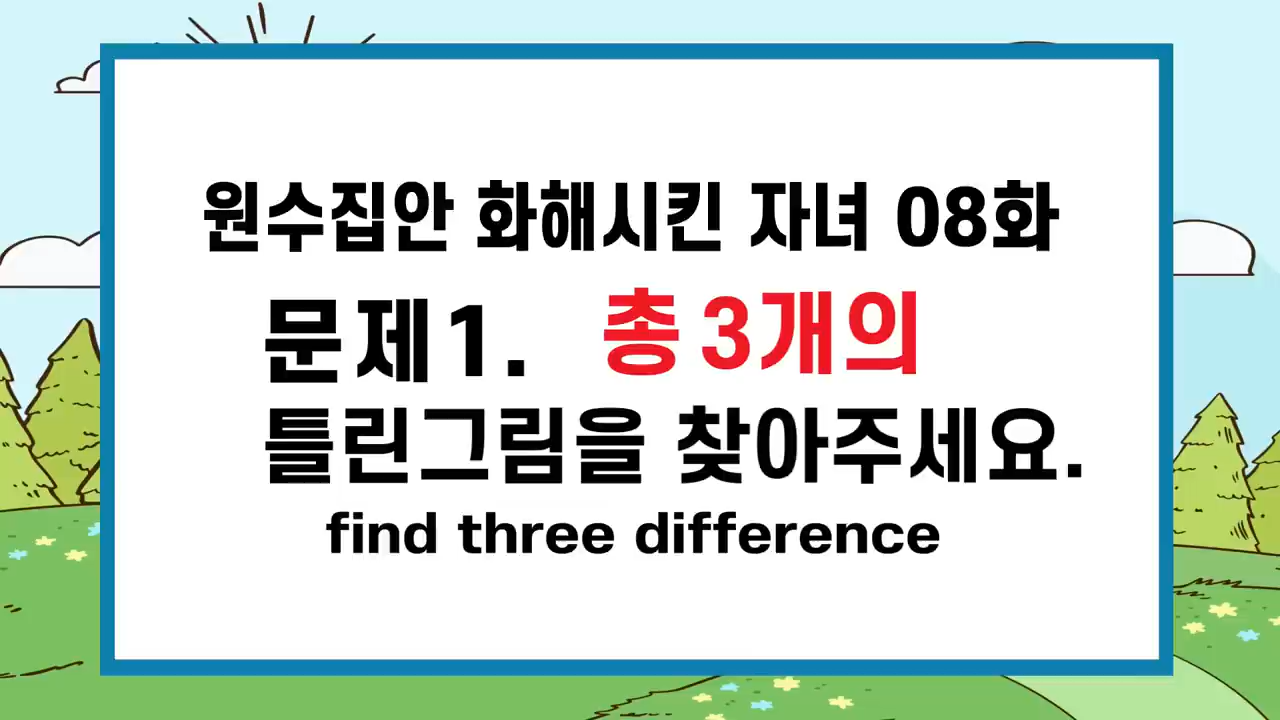 원수집안 화해시킨 자녀 08화
문제1. 총3개의
틀린그림을 찾아주세요.
find three difference